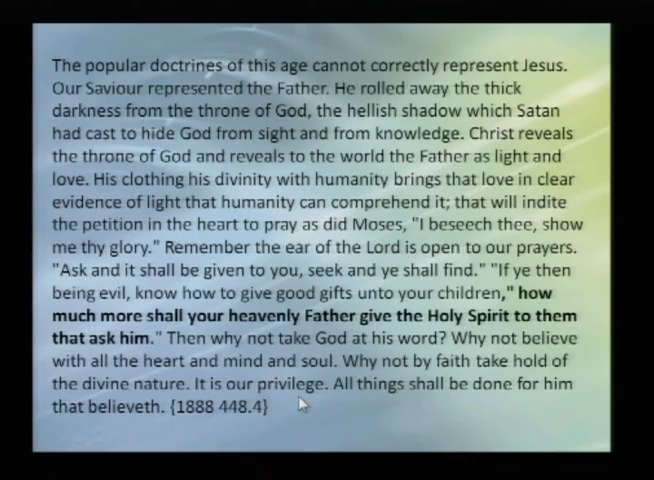 The popular doctrines of this age cannot correctly represent Jesus.
Our Saviour represented the Father. He rolled away the thick
darkness from the throne of God, the hellish shadow which Satan
had cast to hide God from sight and from knowledge. Christ reveals
the throne of God and reveals to the world the Father as light and
love. His clothing his divinity with humanity brings that love in clear
evidence of light that humanity can comprehend it; that will indite
the petition in the heart to pray as did Moses, "I beseech thee, show
me thy glory." Remember the ear of the Lord is open to our prayers.
"Ask and it shall be given to you, seek and ye shall find." "If ye then
being evil, know how to give good gifts unto your children," how
much more shall your heavenly Father give the Holy Spirit to them
that ask him." Then why not take God at his word? Why not believe
with all the heart and mind and soul. Why not by faith take hold of
the divine nature. It is our privilege. All things shall be done for him
that believeth. {1888 448.4}